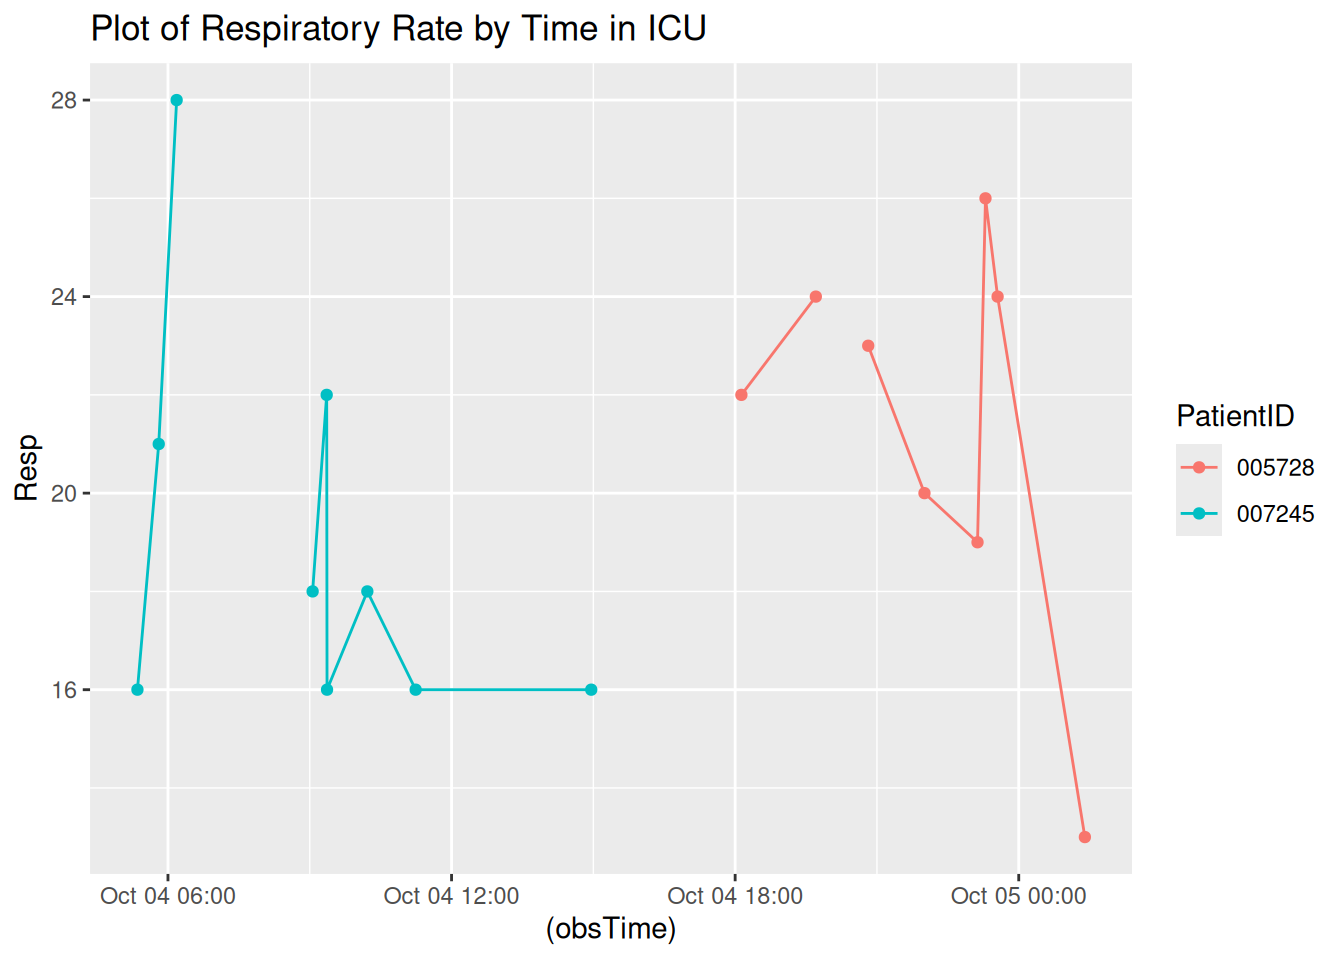 Plot of Respiratory Rate by Time in ICU
28
24
20
16
Resp
Oct 04 06:00
Oct 04 12:00
Oct 04 18:00
Oct 05 00:00
(obsTime)
PatientID
005728
007245